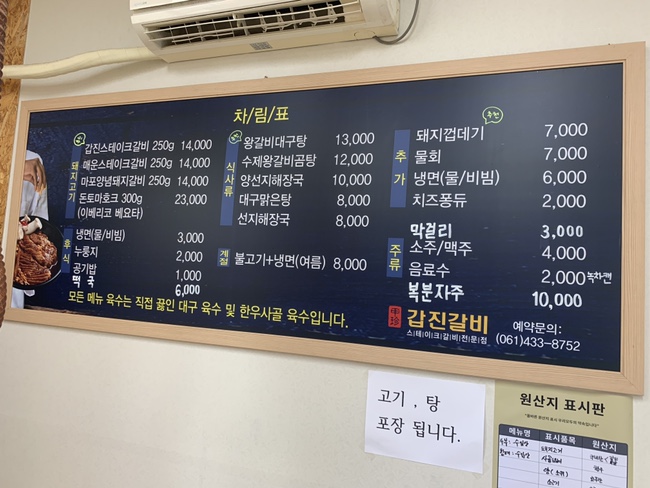 차/림/표
돼지고기
갑진스테이크갈비 250g 14,000
매운스테이크갈비 250g 14,000
마포양념돼지갈비 250g 14,000
돈토마호크 300g 23,000
(이베리코 베요타)
후식
냉면(물/비빔) 3,000
누룽지 2,000
공기밥 1,000
떡국 6,000
식사류
왕갈비대구탕 13,000
수제왕갈비곰탕 12,000
양선지해장국 10,000
대구맑은탕 8,000
선지해장국 8,000
계절
불고기+냉면(여름) 8,000
추가
추천
돼지껍데기 7,000
물회 7,000
냉면(물/비빔) 6,000
치즈퐁듀 2,000
주류
막걸리 3,000
소주/맥주 4,000
음료수 2,000 녹차캔
복분자주 10,000
모든 메뉴 육수는 직접 끓인 대구 육수 및 한우사골 육수입니다.
甲珍 갑진갈비
스|테|이|크|갈|비|전|문|점
예약문의:
(061)433-8752
고기, 탕
포장 됩니다.
원산지 표시판
메뉴명 표시품목 원산지
돼지고기